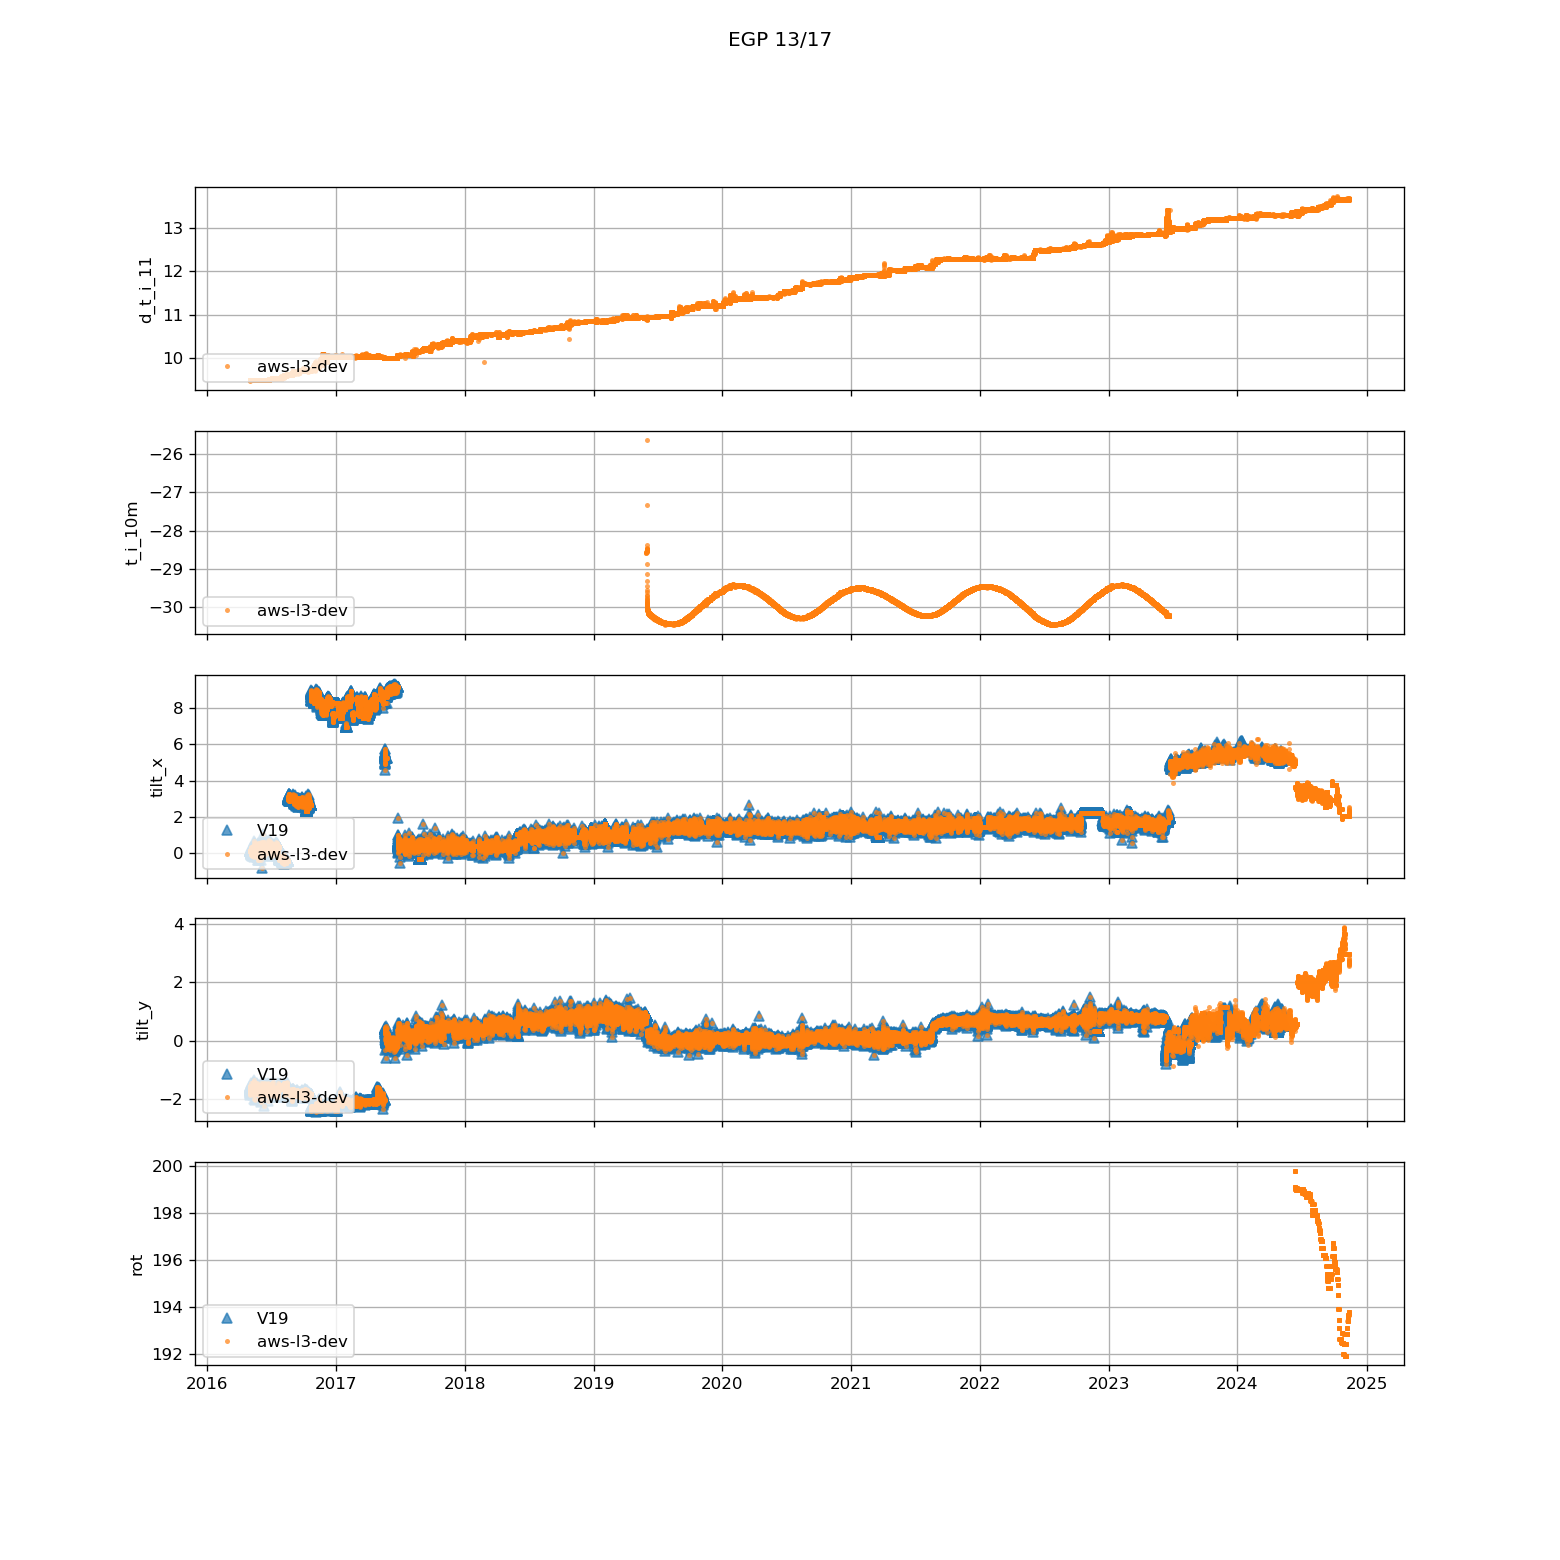 EGP 13/17
d_t_i_11
13
12
11
10
aws-l3-dev
t_i_10m
−26
−27
−28
−29
−30
aws-l3-dev
tilt_x
8
6
4
2
0
V19
aws-l3-dev
tilt_y
4
2
0
−2
V19
aws-l3-dev
rot
200
198
196
194
192
V19
aws-l3-dev
2016 2017 2018 2019 2020 2021 2022 2023 2024 2025